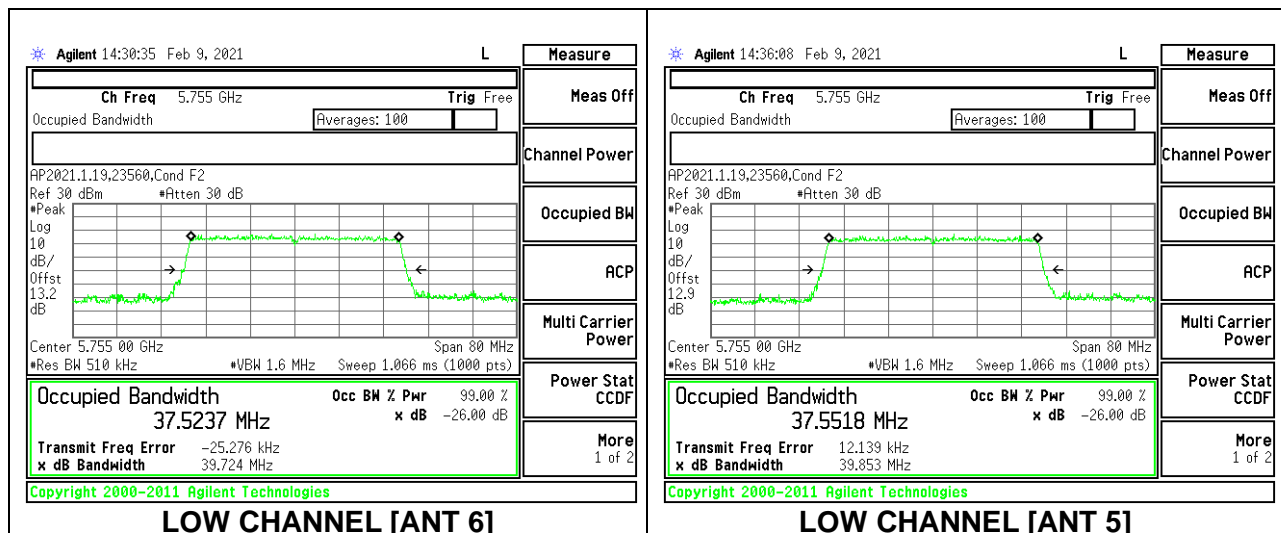 Agilent 14:30:35 Feb 9, 2021 L
Measure
Ch Freq 5.755 GHz Trig Free
Occupied Bandwidth Averages: 100
AP2021.1.19,23560,Cond F2
Ref 30 dBm #Atten 30 dB
#Peak
Log
10
dB/
Offst
13.2
dB
Center 5.755 00 GHz Span 80 MHz
#Res BW 510 kHz #VBW 1.6 MHz Sweep 1.066 ms (1000 pts)
Occupied Bandwidth Occ BW % Pwr 99.00 %
37.5237 MHz x dB -26.00 dB
Transmit Freq Error -25.276 kHz
x dB Bandwidth 39.724 MHz
Copyright 2000-2011 Agilent Technologies
Meas Off
Channel Power
Occupied BW
ACP
Multi Carrier
Power
Power Stat
CCDF
More
1 of 2
LOW CHANNEL [ANT 6]
Agilent 14:36:08 Feb 9, 2021 L
Measure
Ch Freq 5.755 GHz Trig Free
Occupied Bandwidth Averages: 100
AP2021.1.19,23560,Cond F2
Ref 30 dBm #Atten 30 dB
#Peak
Log
10
dB/
Offst
12.9
dB
Center 5.755 00 GHz Span 80 MHz
#Res BW 510 kHz #VBW 1.6 MHz Sweep 1.066 ms (1000 pts)
Occupied Bandwidth Occ BW % Pwr 99.00 %
37.5518 MHz x dB -26.00 dB
Transmit Freq Error 12.139 kHz
x dB Bandwidth 39.853 MHz
Copyright 2000-2011 Agilent Technologies
Meas Off
Channel Power
Occupied BW
ACP
Multi Carrier
Power
Power Stat
CCDF
More
1 of 2
LOW CHANNEL [ANT 5]